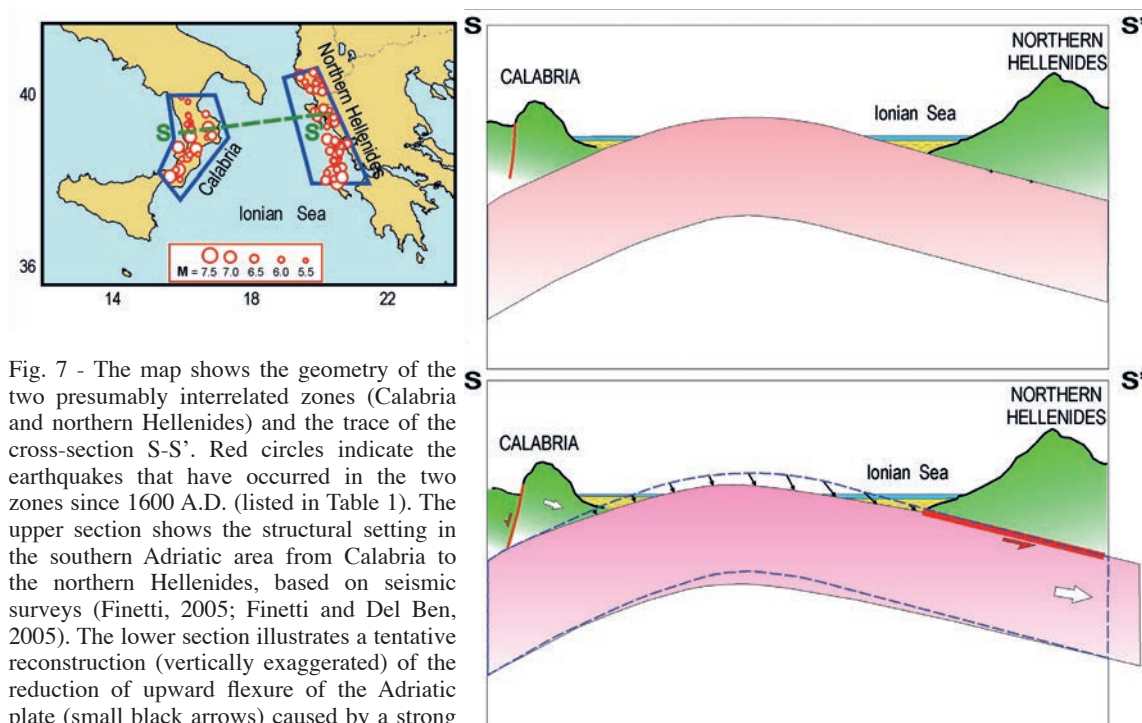 40
36
14
18
22
S
S'
Calabria
Northern Hellenides
Ionian Sea
M = 7.5 7.0 6.5 6.0 5.5
Fig. 7 - The map shows the geometry of the
two presumably interrelated zones (Calabria
and northern Hellenides) and the trace of the
cross-section S-S’. Red circles indicate the
earthquakes that have occurred in the two
zones since 1600 A.D. (listed in Table 1). The
upper section shows the structural setting in
the southern Adriatic area from Calabria to
the northern Hellenides, based on seismic
surveys (Finetti, 2005; Finetti and Del Ben,
2005). The lower section illustrates a tentative
reconstruction (vertically exaggerated) of the
reduction of upward flexure of the Adriatic
plate (small black arrows) caused by a strong
S
S'
CALABRIA
Ionian Sea
NORTHERN
HELLENIDES
S
S'
CALABRIA
Ionian Sea
NORTHERN
HELLENIDES